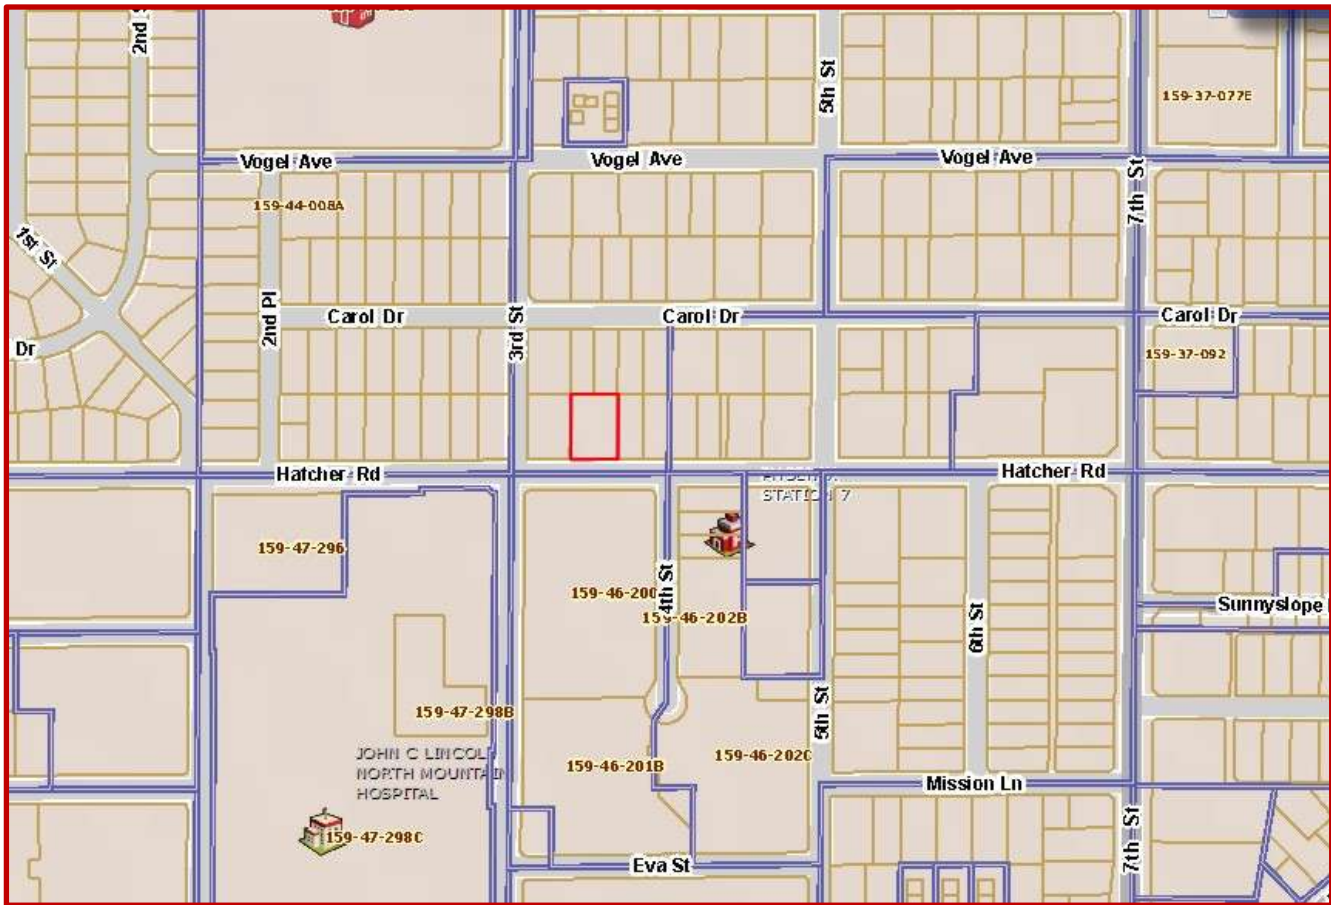 2nd S
5th St
159-37-077E
Vogel Ave
Vogel Ave
Vogel Ave
7th St
159-44-008A
1st St
2nd Pl
Carol Dr
3rd St
Carol Dr
Carol Dr
Dr
159-37-092
Hatcher Rd
Hatcher Rd
STATION 7
159-47-296
159-46-200
4th St
159-46-202B
6th St
Sunnyslope
159-47-298B
5th St
JOHN C LINCOL
NORTH MOUNTAIN
HOSPITAL
159-46-201B
159-46-202C
Mission Ln
159-47-298C
7th St
Eva St